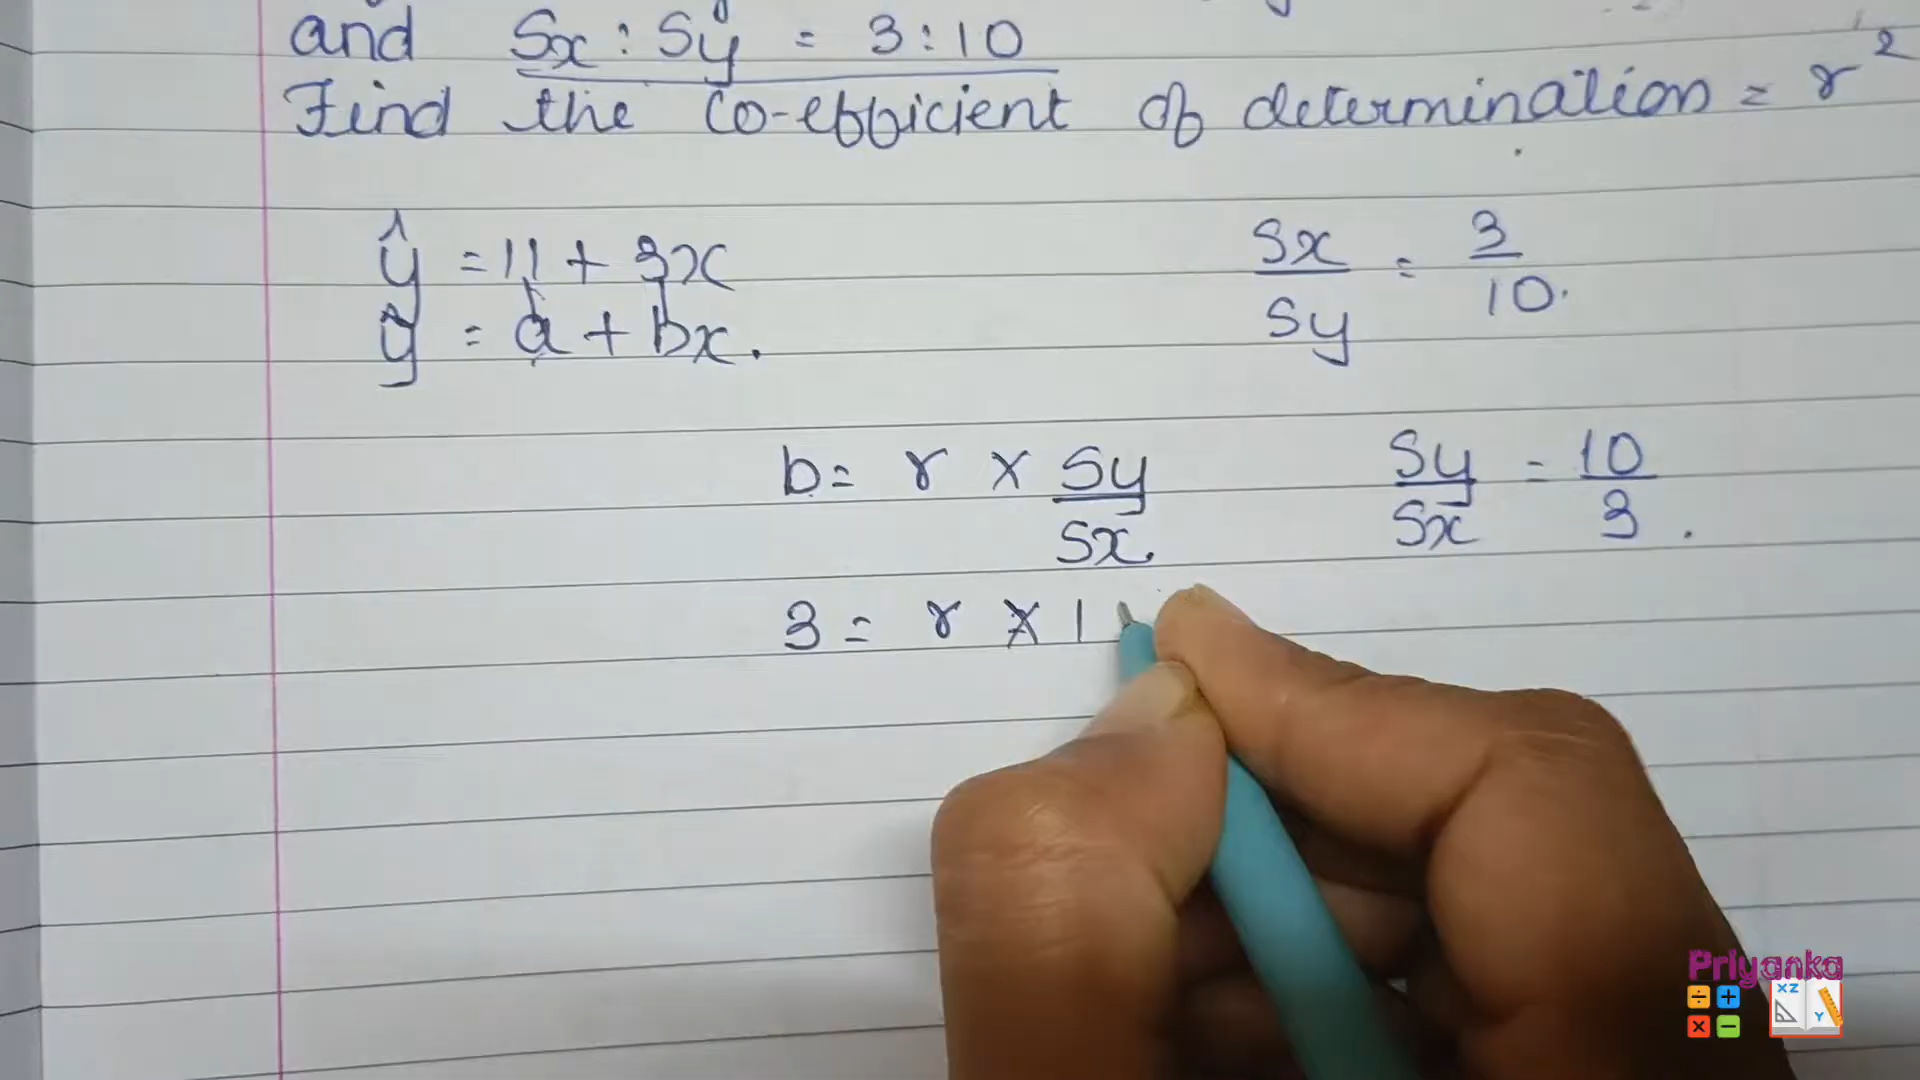 and Sx : Sy = 3 : 10
Find the Co-efficient of determination = r²
ŷ = 11 + 3x
ŷ = a + bx.
Sx/Sy = 3/10.
b = r × Sy/Sx.
Sy/Sx = 10/3.
3 = r × 1
Priyanka
÷ +
× −
XZ
Y